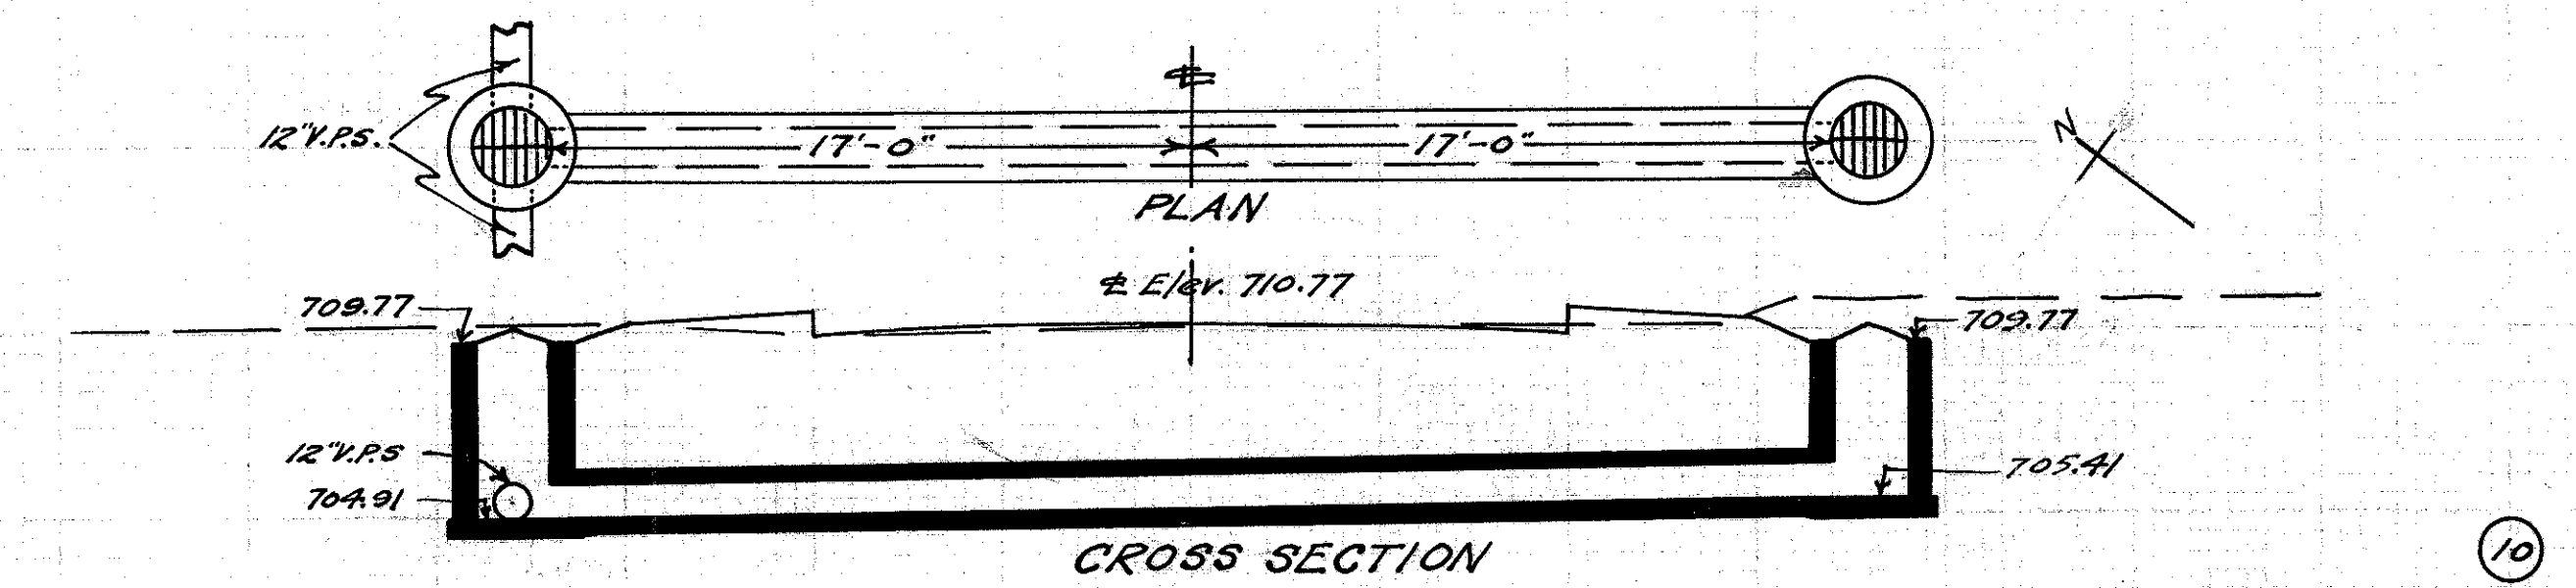 ℄
12"V.P.S.
17'-0"
17'-0"
N
PLAN
℄ Elev. 710.77
709.77
709.77
12"V.P.S
704.91
705.41
CROSS SECTION
10